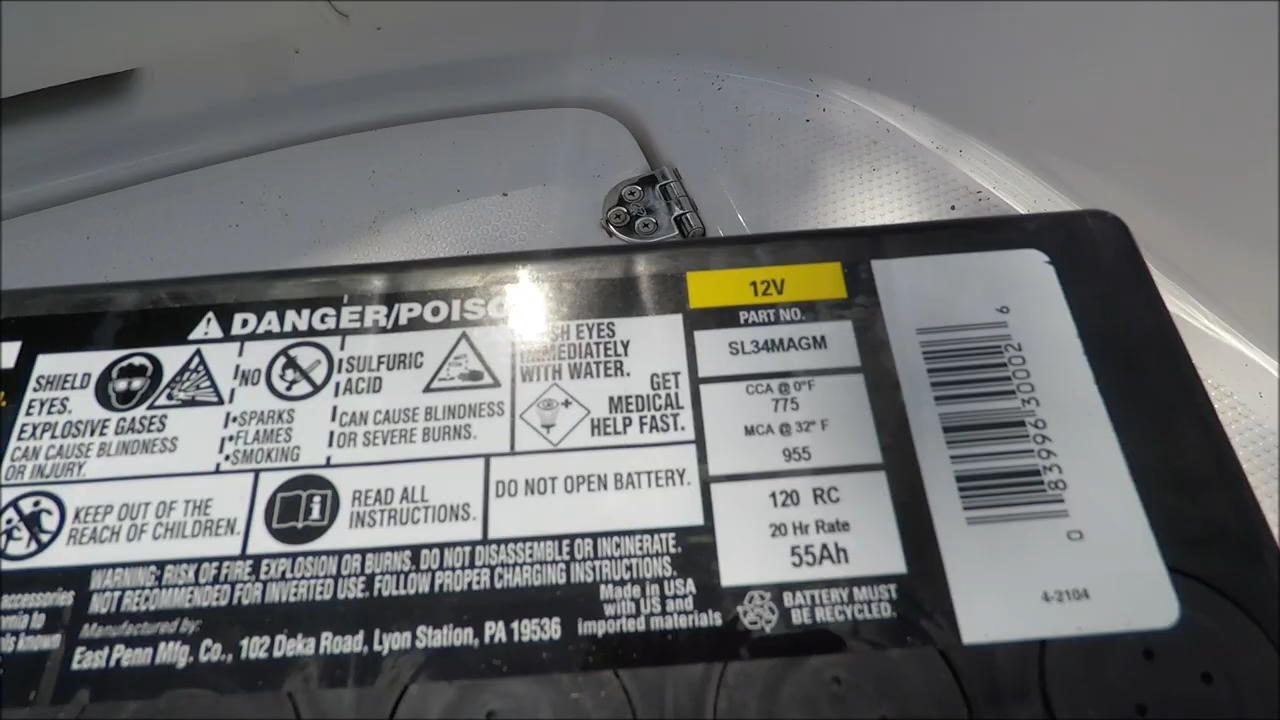 DANGER/POISO
SHIELD
EYES.
EXPLOSIVE GASES
CAN CAUSE BLINDNESS
OR INJURY.
NO
•SPARKS
•FLAMES
•SMOKING
SULFURIC
ACID
CAN CAUSE BLINDNESS
OR SEVERE BURNS.
EYES
IMMEDIATELY
WITH WATER.
GET
MEDICAL
HELP FAST.
KEEP OUT OF THE
REACH OF CHILDREN.
READ ALL
INSTRUCTIONS.
DO NOT OPEN BATTERY.
WARNING: RISK OF FIRE, EXPLOSION OR BURNS. DO NOT DISASSEMBLE OR INCINERATE.
NOT RECOMMENDED FOR INVERTED USE. FOLLOW PROPER CHARGING INSTRUCTIONS.
Manufactured by:
East Penn Mfg. Co., 102 Deka Road, Lyon Station, PA 19536
Made in USA
with US and
imported materials
accessories
to
known
12V
PART NO.
SL34MAGM
CCA @ 0°F
775
MCA @ 32° F
955
120 RC
20 Hr Rate
55Ah
BATTERY MUST
BE RECYCLED.
0 83996 30002 6
4-2104